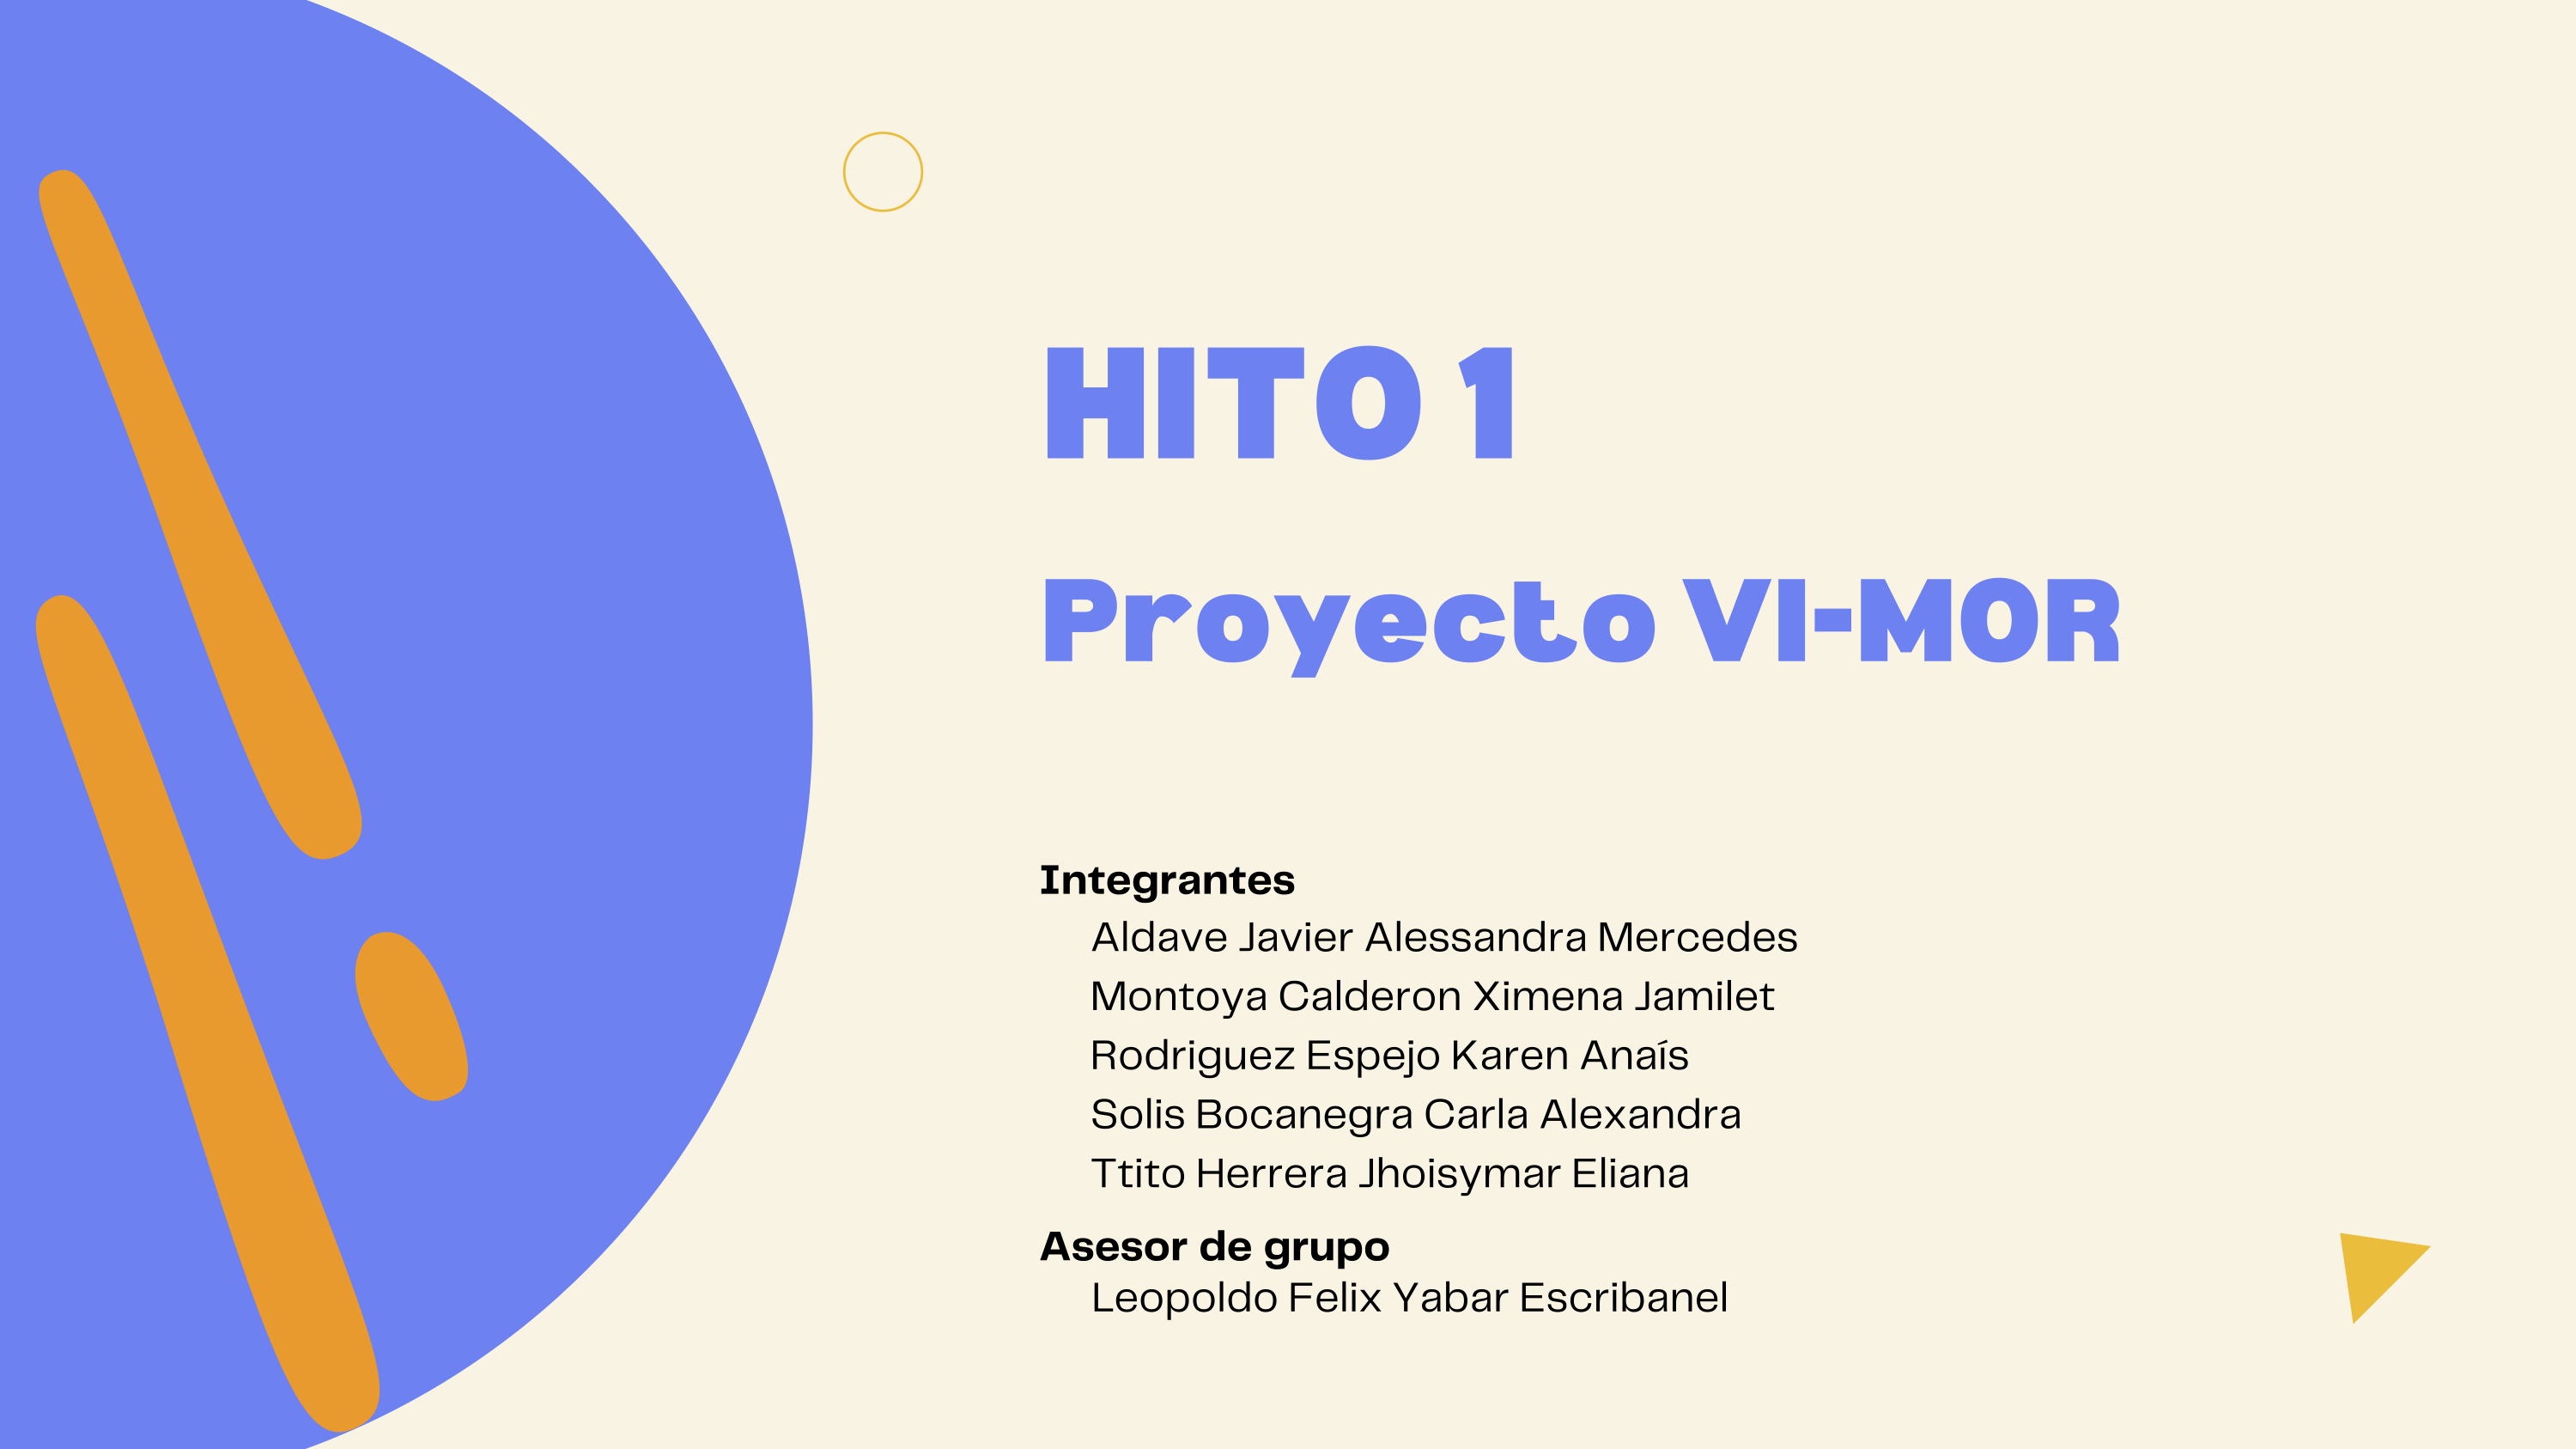 HITO 1
Proyecto VI-MOR
Integrantes
Aldave Javier Alessandra Mercedes
Montoya Calderon Ximena Jamilet
Rodriguez Espejo Karen Anaís
Solis Bocanegra Carla Alexandra
Ttito Herrera Jhoisymar Eliana
Asesor de grupo
Leopoldo Felix Yabar Escribanel